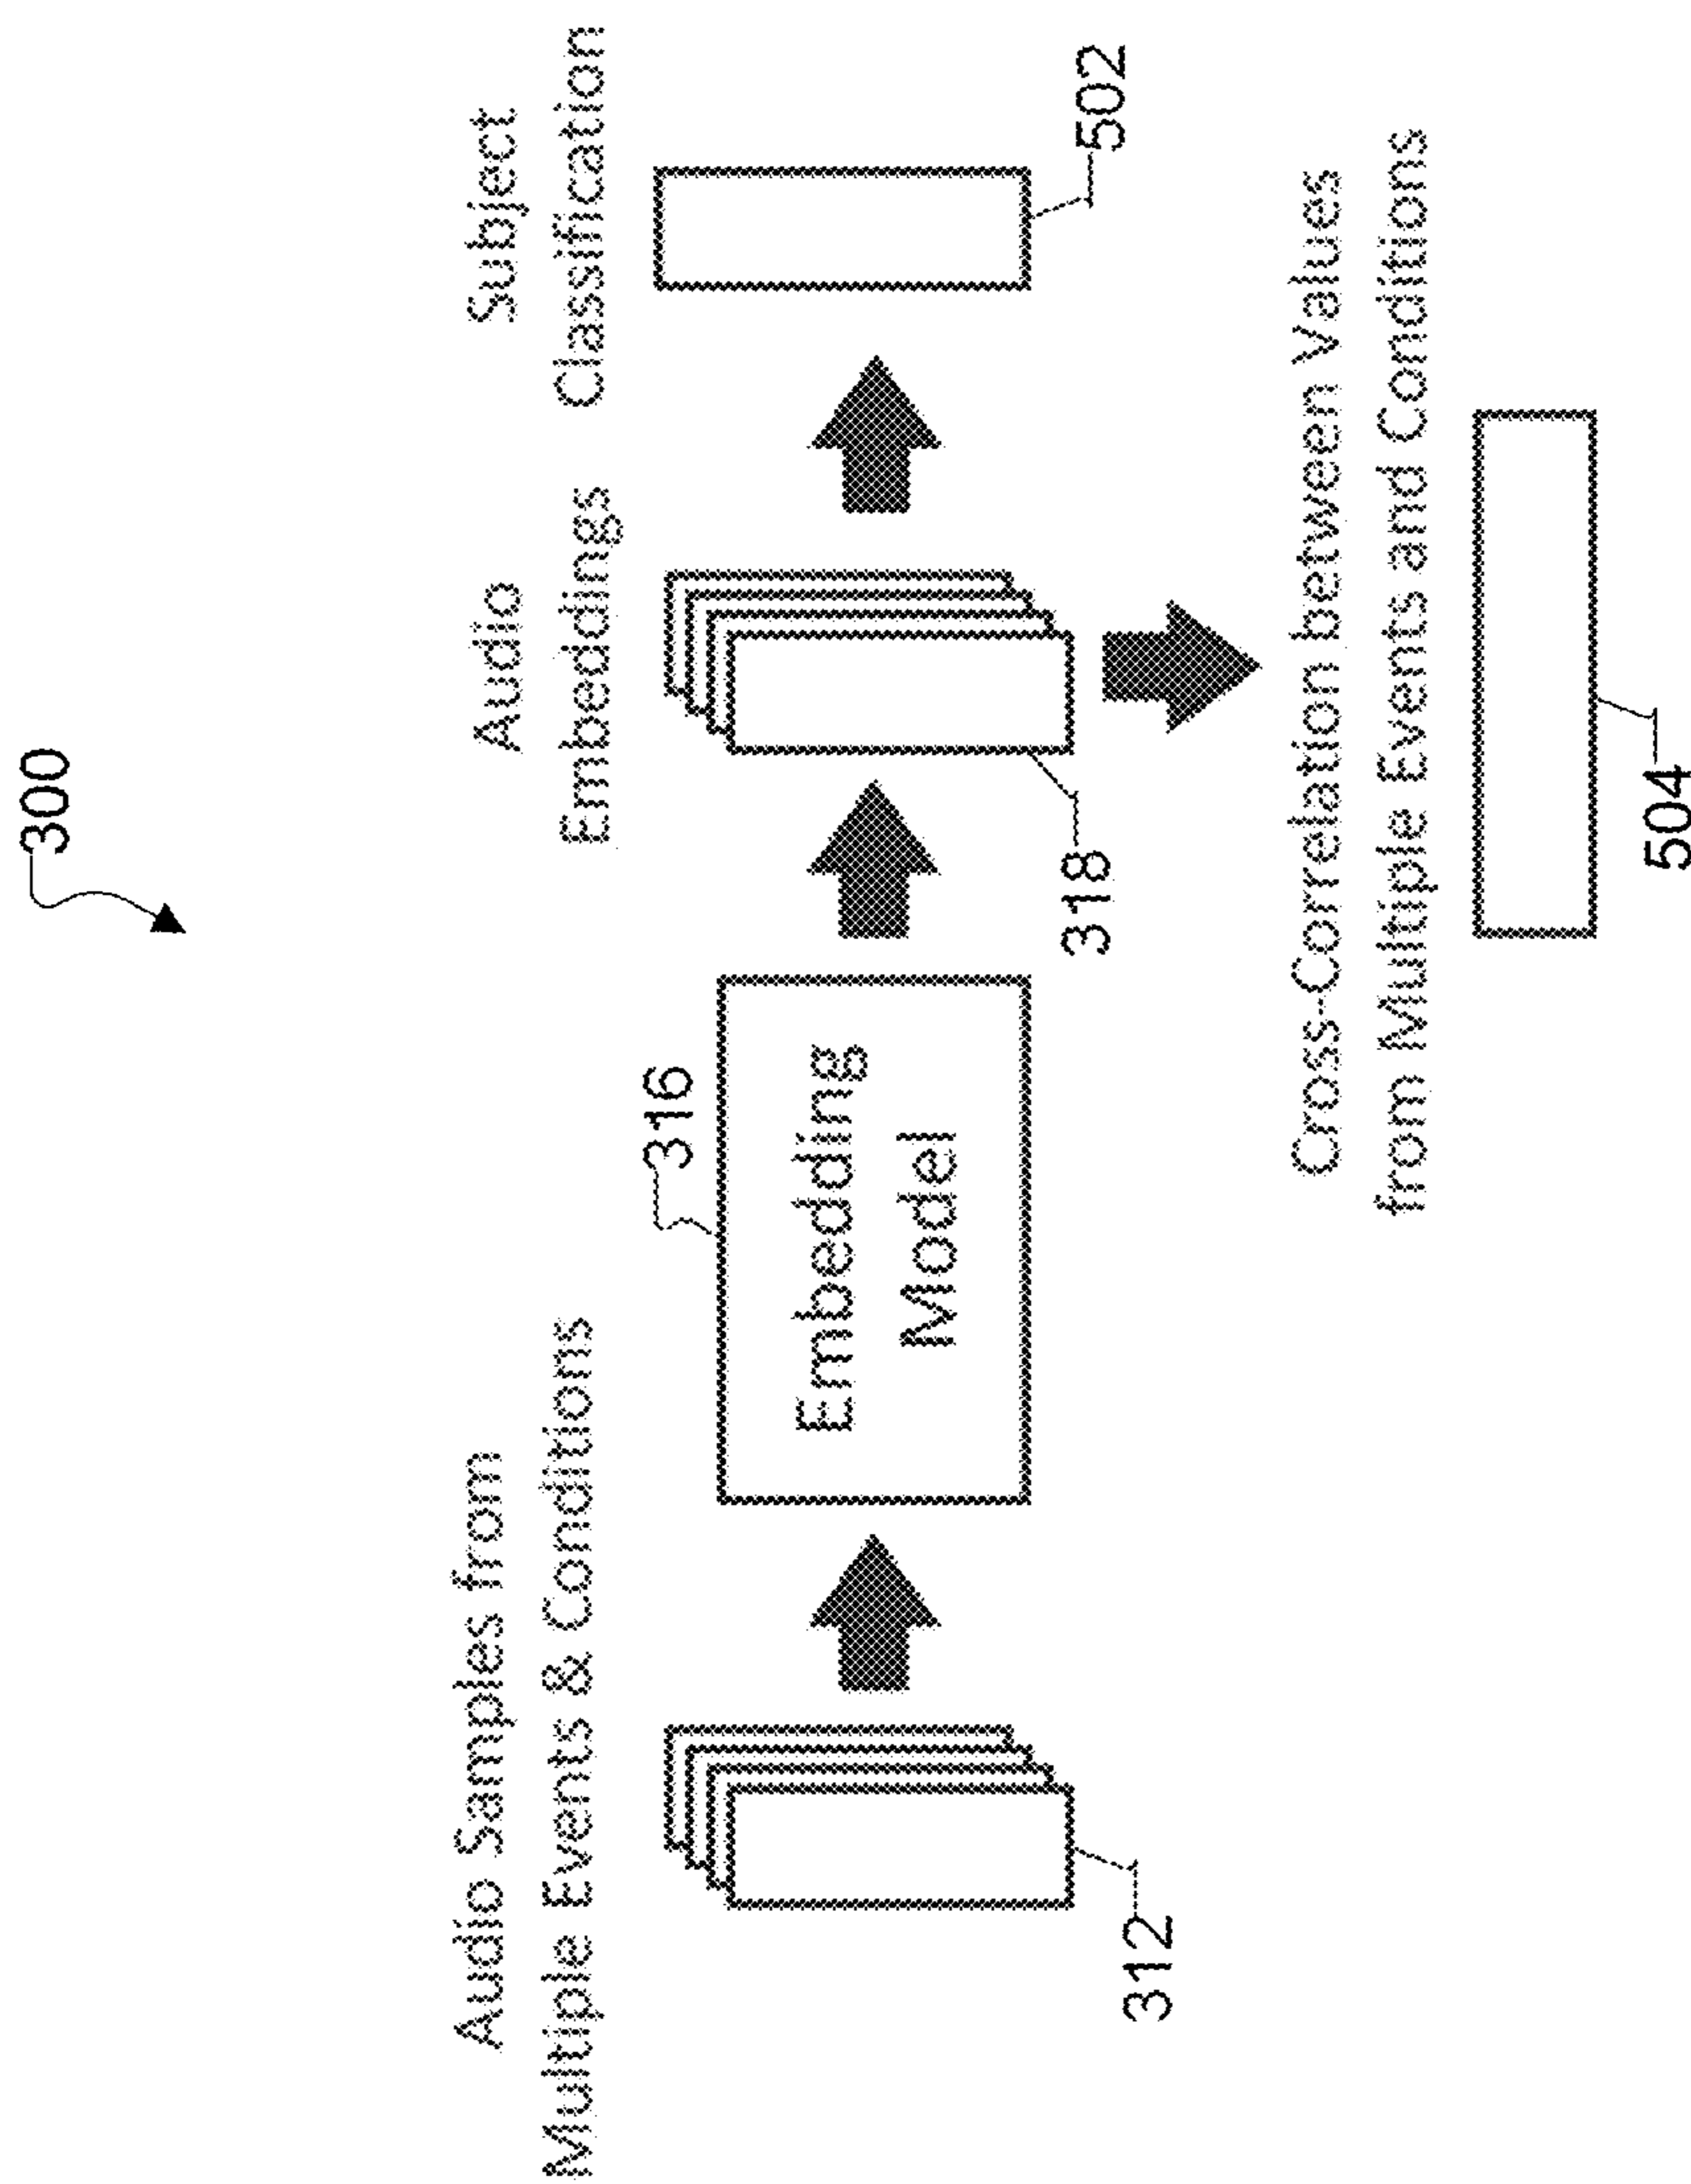 300
Audio Samples from
Multiple Events & Conditions
312
316
Embedding
Model
Audio
Embeddings
318
Subject
Classification
502
Cross-Correlation between Values
from Multiple Events and Conditions
504